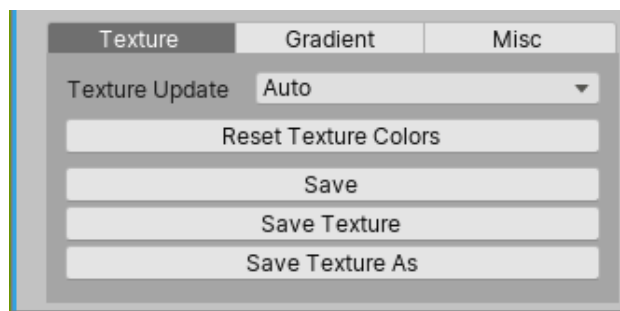 Texture Gradient Misc
Texture Update Auto
Reset Texture Colors
Save
Save Texture
Save Texture As